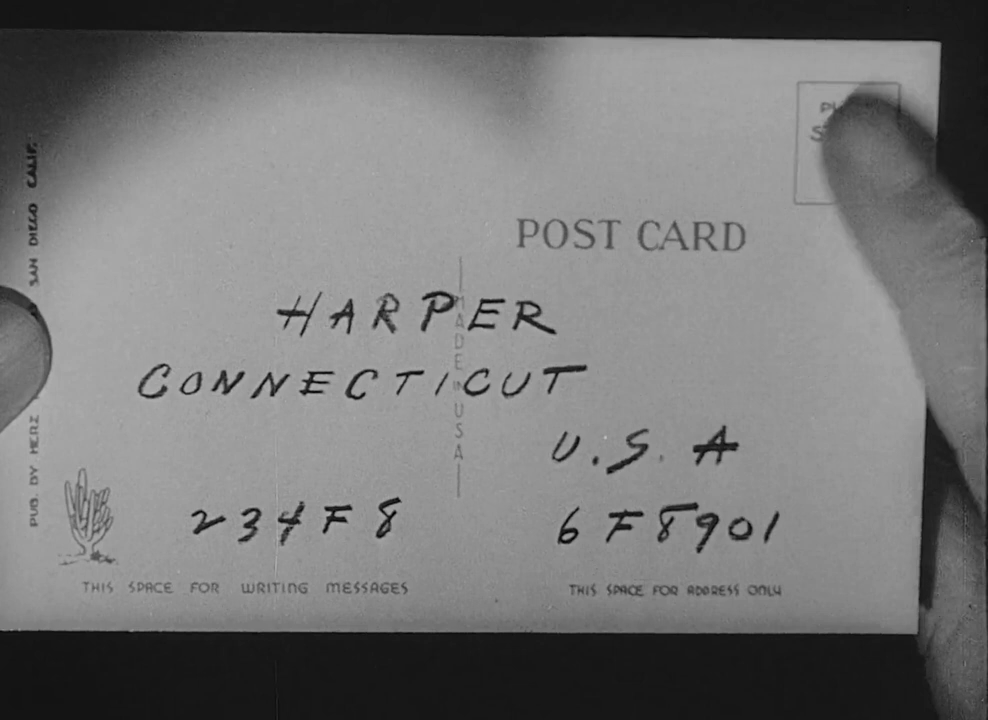 POST CARD
HARPER
CONNECTICUT
U.S.A
234F8 6F8901
THIS SPACE FOR WRITING MESSAGES
THIS SPACE FOR ADDRESS ONLY
MADE IN USA
PUB. BY HERZ
SAN DIEGO CALIF.